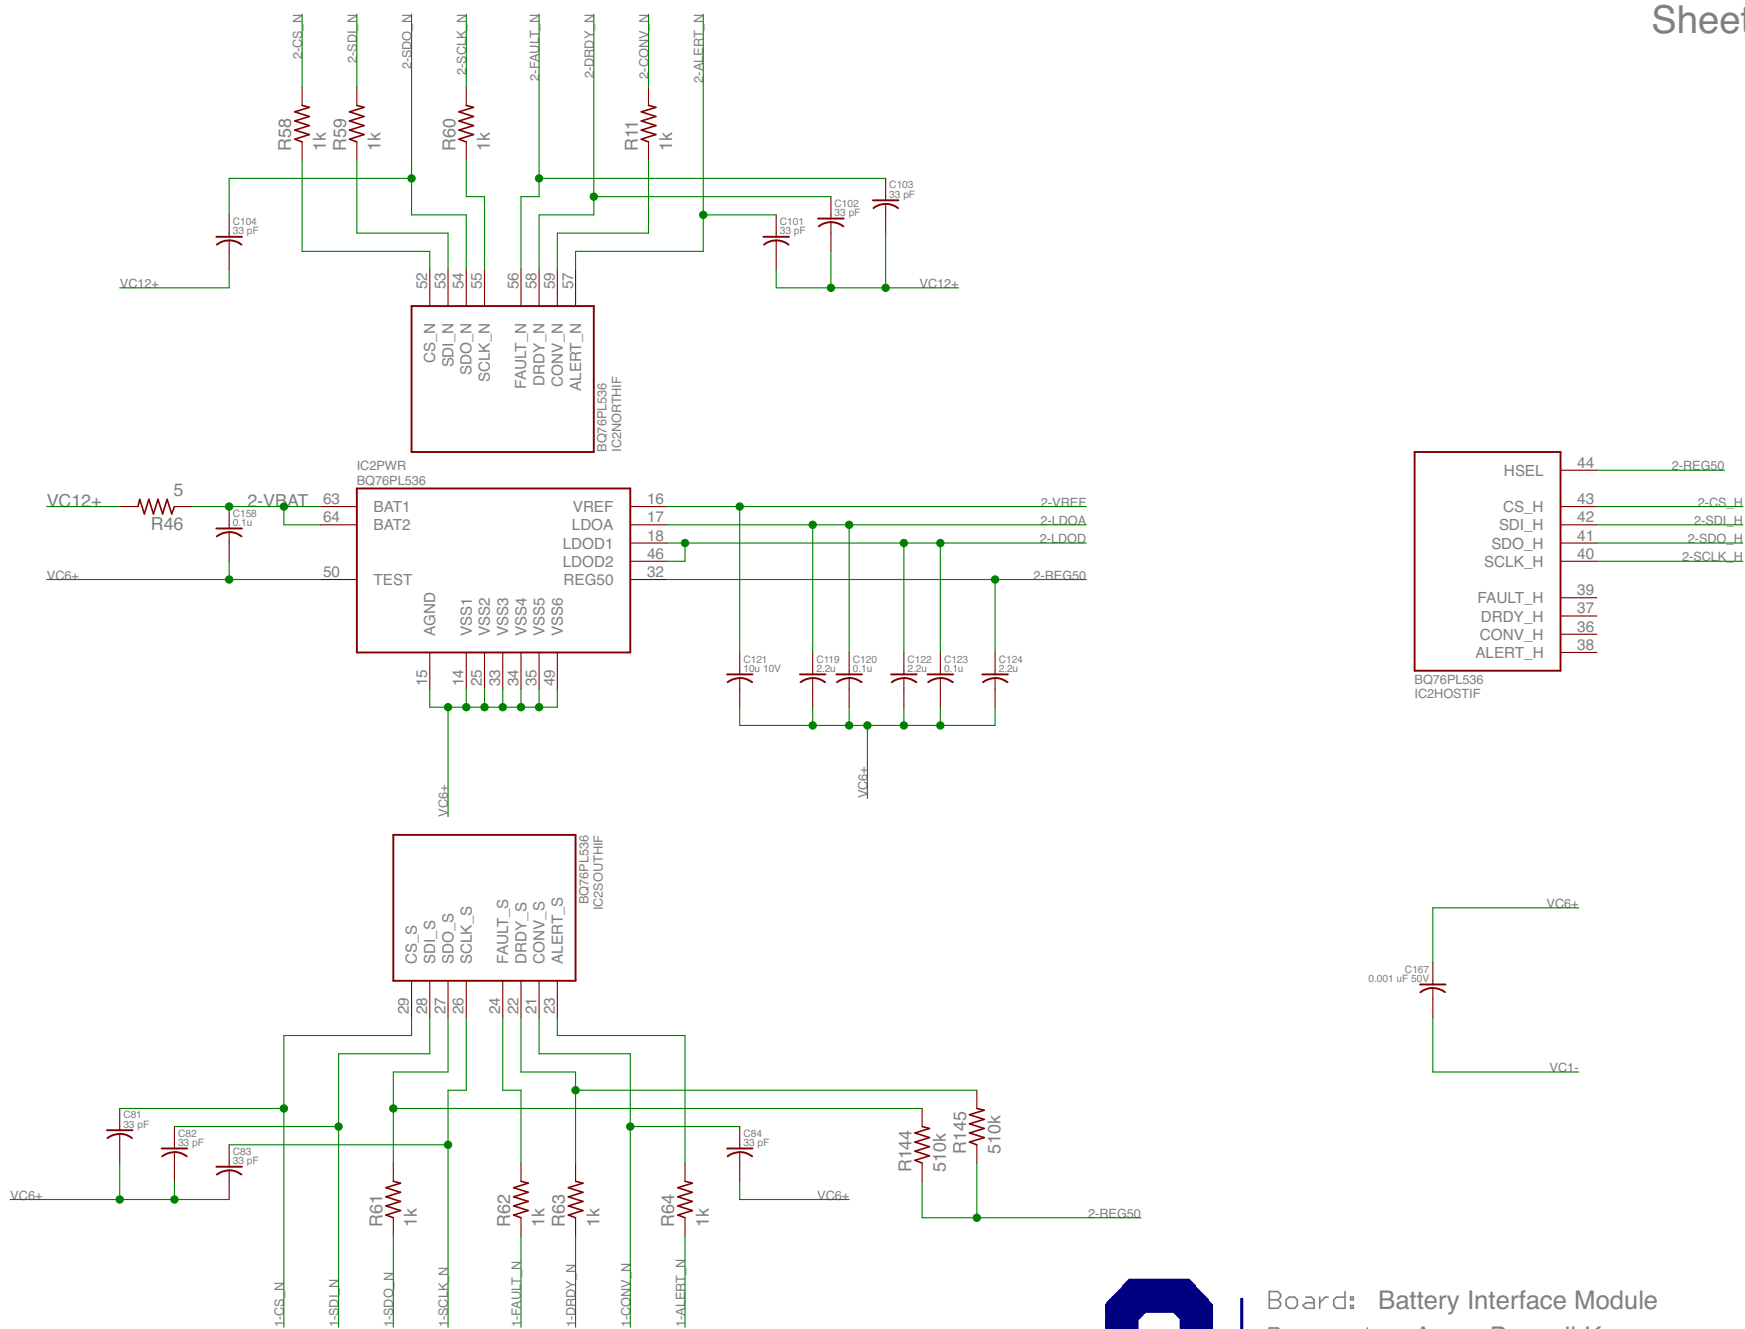 Sheet
2-CS_N
2-SDI_N
2-SDO_N
2-SCLK_N
2-FAULT_N
2-DRDY_N
2-CONV_N
2-ALERT_N
R58
1k
R59
1k
R60
1k
R11
1k
C104
33 pF
C101
33 pF
C102
33 pF
C103
33 pF
VC12+
VC12+
52
53
54
55
56
58
59
57
CS_N
SDI_N
SDO_N
SCLK_N
FAULT_N
DRDY_N
CONV_N
ALERT_N
BQ76PL536
IC2NORTHIF
IC2PWR
BQ76PL536
VC12+
5
R46
2-VBAT
C158
0.1u
VC6+
63
64
50
BAT1
BAT2
TEST
AGND
VSS1
VSS2
VSS3
VSS4
VSS5
VSS6
VREF
LDOA
LDOD1
LDOD2
REG50
16
17
18
46
32
2-VREF
2-LDOA
2-LDOD
2-REG50
15
14
25
33
34
35
49
VC6+
C121
10u 10V
C119
2.2u
C120
0.1u
C122
2.2u
C123
0.1u
C124
2.2u
VC6+
HSEL
CS_H
SDI_H
SDO_H
SCLK_H
FAULT_H
DRDY_H
CONV_H
ALERT_H
44
43
42
41
40
39
37
36
38
2-REG50
2-CS_H
2-SDI_H
2-SDO_H
2-SCLK_H
BQ76PL536
IC2HOSTIF
BQ76PL536
IC2SOUTHIF
CS_S
SDI_S
SDO_S
SCLK_S
FAULT_S
DRDY_S
CONV_S
ALERT_S
29
28
27
26
24
22
21
23
VC6+
C167
0.001 uF 50V
VC1-
C81
33 pF
C82
33 pF
C83
33 pF
VC6+
C84
33 pF
VC6+
R144
510k
R145
510k
2-REG50
R61
1k
R62
1k
R63
1k
R64
1k
1-CS_N
1-SDI_N
1-SDO_N
1-SCLK_N
1-FAULT_N
1-DRDY_N
1-CONV_N
1-ALERT_N
Board: Battery Interface Module